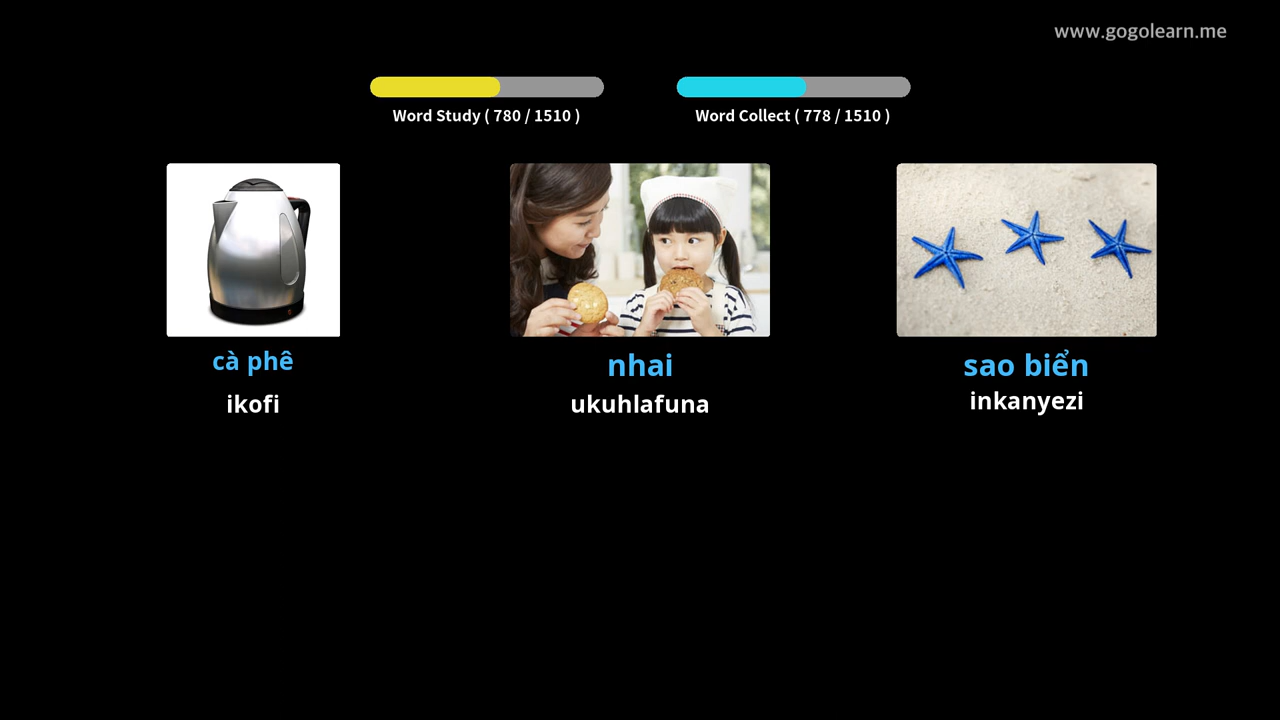 www.gogolearn.me
Word Study ( 780 / 1510 )
Word Collect ( 778 / 1510 )
cà phê
ikofi
nhai
ukuhlafuna
sao biển
inkanyezi